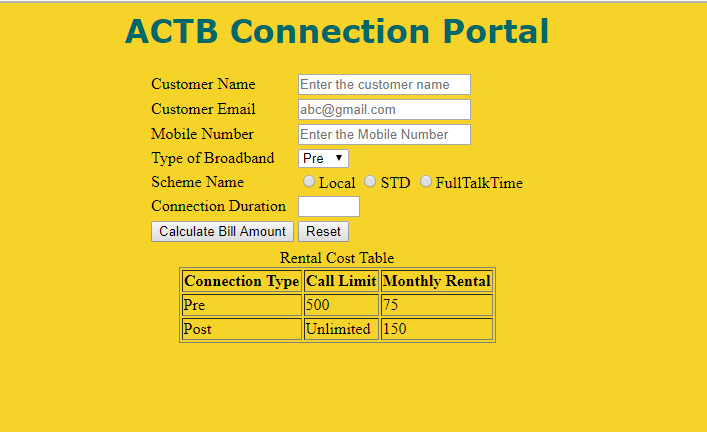 ACTB Connection Portal
Customer Name Enter the customer name
Customer Email abc@gmail.com
Mobile Number Enter the Mobile Number
Type of Broadband Pre
Scheme Name Local STD FullTalkTime
Connection Duration
Calculate Bill Amount Reset
Rental Cost Table
Connection Type Call Limit Monthly Rental
Pre 500 75
Post Unlimited 150